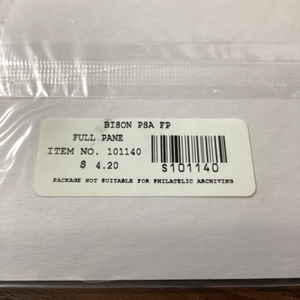 BISON PSA FP
FULL PANE
ITEM NO. 101140
$ 4.20
S101140
PACKAGE NOT SUITABLE FOR PHILATELIC ARCHIVING